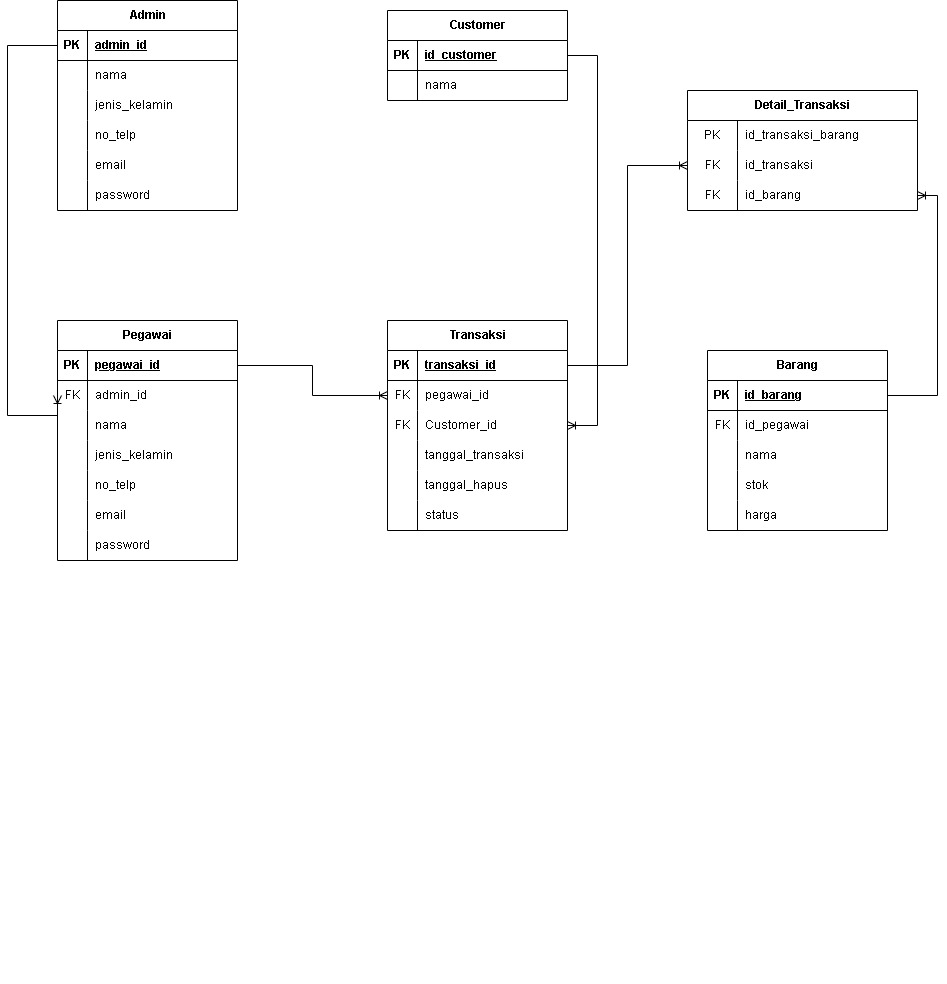 Admin
PK admin_id
nama
jenis_kelamin
no_telp
email
password
Customer
PK id_customer
nama
Detail_Transaksi
PK id_transaksi_barang
FK id_transaksi
FK id_barang
Pegawai
PK pegawai_id
FK admin_id
nama
jenis_kelamin
no_telp
email
password
Transaksi
PK transaksi_id
FK pegawai_id
FK Customer_id
tanggal_transaksi
tanggal_hapus
status
Barang
PK id_barang
FK id_pegawai
nama
stok
harga